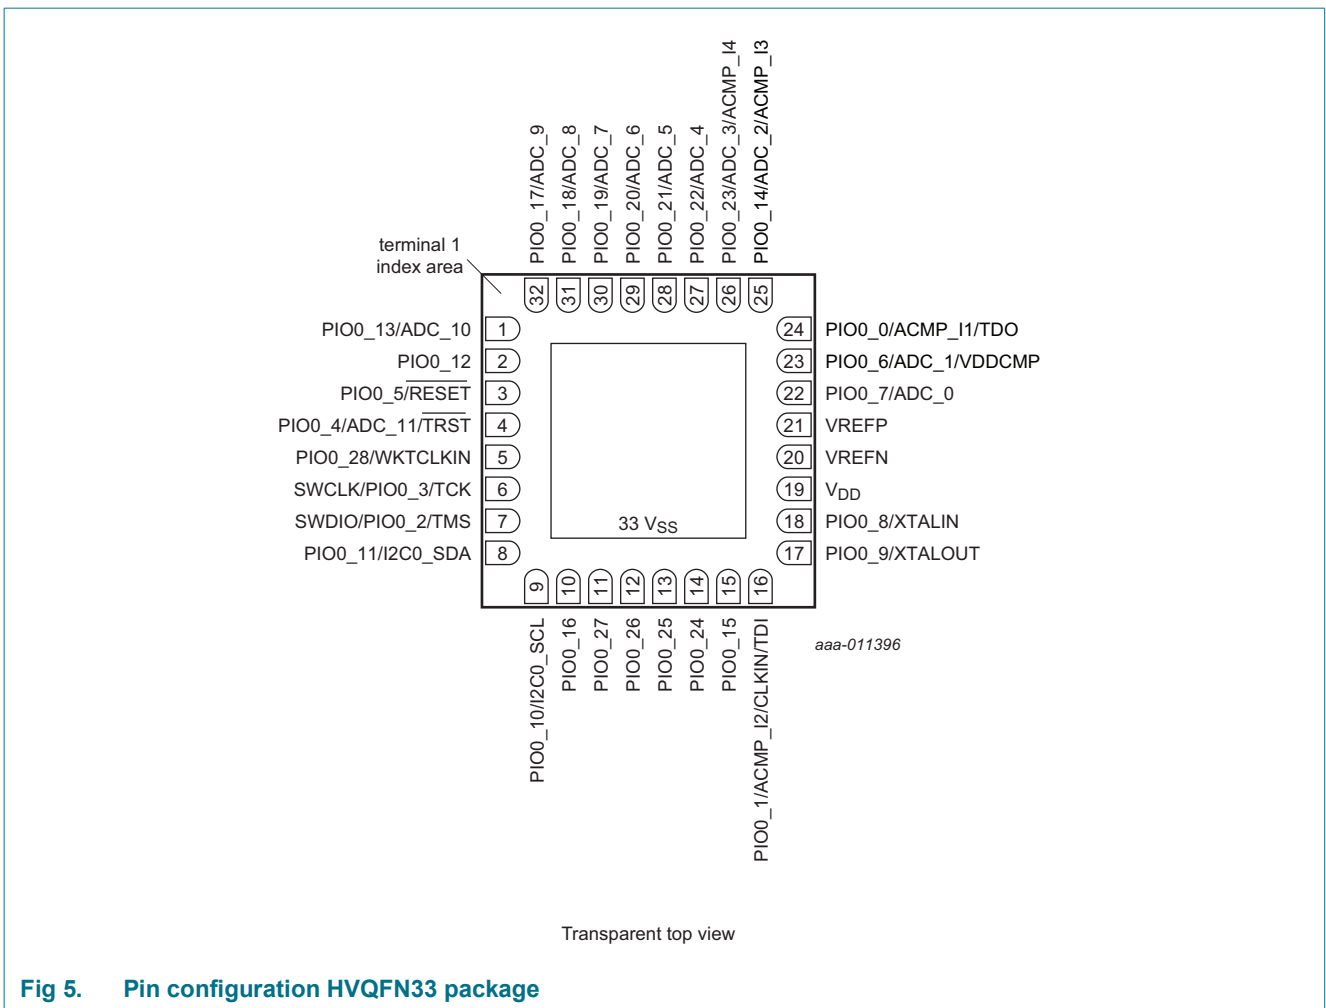 PIO0_17/ADC_9
PIO0_18/ADC_8
PIO0_19/ADC_7
PIO0_20/ADC_6
PIO0_21/ADC_5
PIO0_22/ADC_4
PIO0_23/ADC_3/ACMP_I4
PIO0_14/ADC_2/ACMP_I3
terminal 1
index area
32
31
30
29
28
27
26
25
PIO0_13/ADC_10 1
PIO0_12 2
PIO0_5/RESET 3
PIO0_4/ADC_11/TRST 4
PIO0_28/WKTCLKIN 5
SWCLK/PIO0_3/TCK 6
SWDIO/PIO0_2/TMS 7
PIO0_11/I2C0_SDA 8
33 VSS
24 PIO0_0/ACMP_I1/TDO
23 PIO0_6/ADC_1/VDDCMP
22 PIO0_7/ADC_0
21 VREFP
20 VREFN
19 VDD
18 PIO0_8/XTALIN
17 PIO0_9/XTALOUT
9
10
11
12
13
14
15
16
PIO0_10/I2C0_SCL
PIO0_16
PIO0_27
PIO0_26
PIO0_25
PIO0_24
PIO0_15
PIO0_1/ACMP_I2/CLKIN/TDI
aaa-011396
Transparent top view
Fig 5. Pin configuration HVQFN33 package